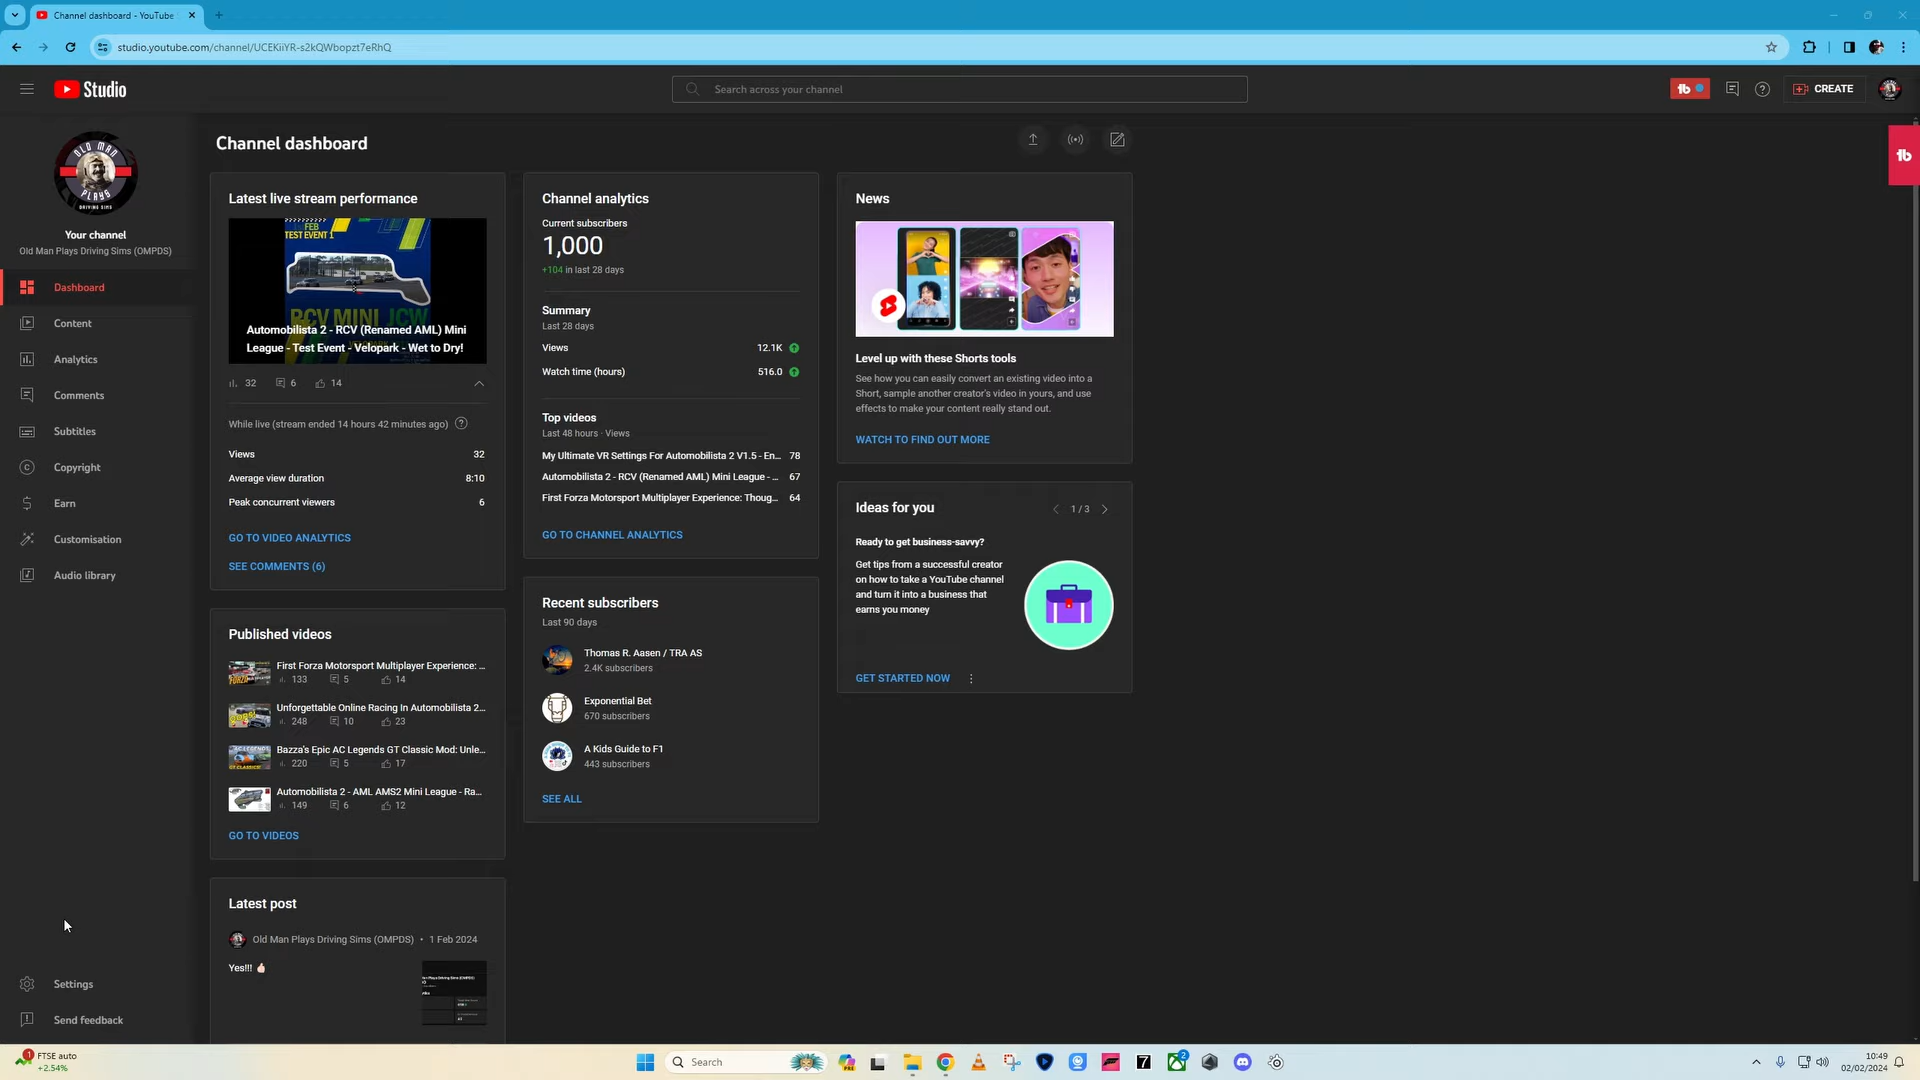 Channel dashboard - YouTube
studio.youtube.com/channel/UCEKiiYR-s2kQWbopzt7eRhQ
Studio
Search across your channel
CREATE
OLD MAN
PLAYS
DRIVING SIMS
Your channel
Old Man Plays Driving Sims (OMPDS)
Dashboard
Content
Analytics
Comments
Subtitles
Copyright
Earn
Customisation
Audio library
Settings
Send feedback
Channel dashboard
Latest live stream performance
FEB
TEST EVENT 1
RCV MINI JCW
Automobilista 2 - RCV (Renamed AML) Mini
League - Test Event - Velopark - Wet to Dry!
32 6 14
While live (stream ended 14 hours 42 minutes ago)
Views 32
Average view duration 8:10
Peak concurrent viewers 6
GO TO VIDEO ANALYTICS
SEE COMMENTS (6)
Published videos
First Forza Motorsport Multiplayer Experience: ...
133 5 14
Unforgettable Online Racing In Automobilista 2...
248 10 23
Bazza's Epic AC Legends GT Classic Mod: Unle...
220 5 17
Automobilista 2 - AML AMS2 Mini League - Ra...
149 6 12
GO TO VIDEOS
Latest post
Old Man Plays Driving Sims (OMPDS) • 1 Feb 2024
Yes!!! 👍
Channel analytics
Current subscribers
1,000
+104 in last 28 days
Summary
Last 28 days
Views 12.1K
Watch time (hours) 516.0
Top videos
Last 48 hours · Views
My Ultimate VR Settings For Automobilista 2 V1.5 - En... 78
Automobilista 2 - RCV (Renamed AML) Mini League - ... 67
First Forza Motorsport Multiplayer Experience: Thoug... 64
GO TO CHANNEL ANALYTICS
Recent subscribers
Last 90 days
Thomas R. Aasen / TRA AS
2.4K subscribers
Exponential Bet
670 subscribers
A Kids Guide to F1
443 subscribers
SEE ALL
News
Level up with these Shorts tools
See how you can easily convert an existing video into a
Short, sample another creator's video in yours, and use
effects to make your content really stand out.
WATCH TO FIND OUT MORE
Ideas for you
1 / 3
Ready to get business-savvy?
Get tips from a successful creator
on how to take a YouTube channel
and turn it into a business that
earns you money
GET STARTED NOW
1
FTSE auto
+2.54%
Search
PRE
7
2
10:49
02/02/2024